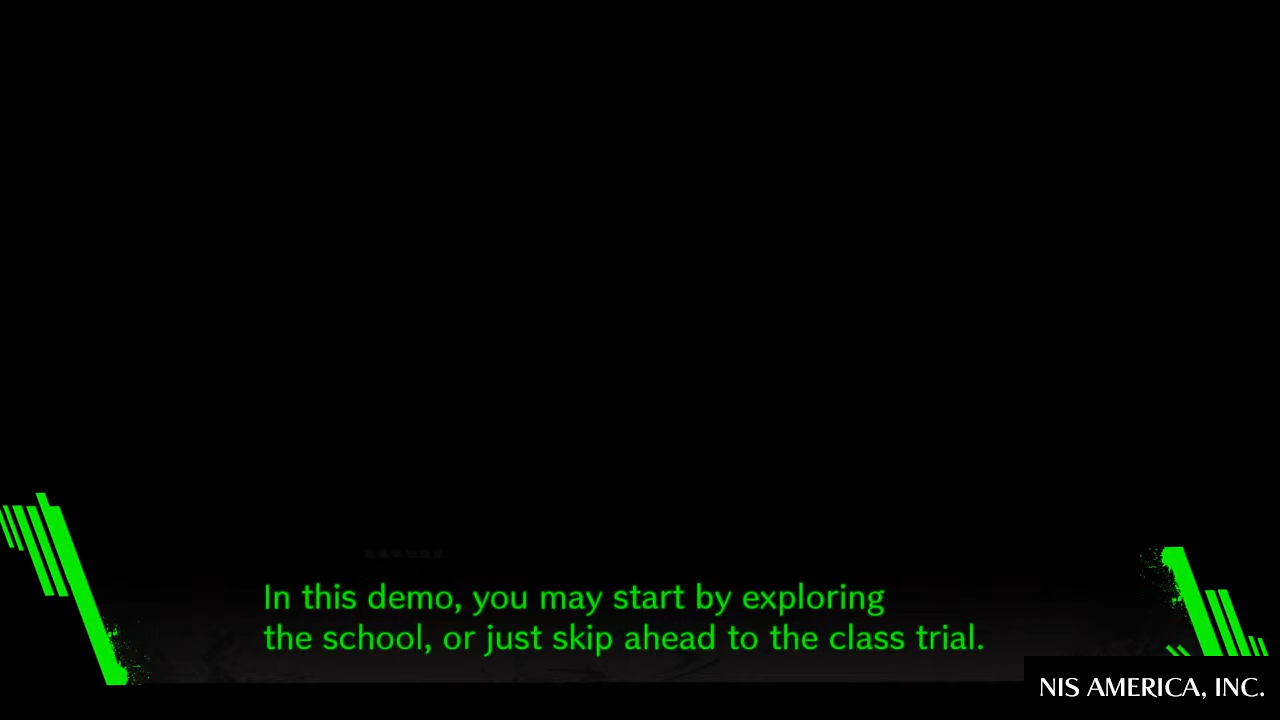 In this demo, you may start by exploring
the school, or just skip ahead to the class trial.
NIS AMERICA, INC.